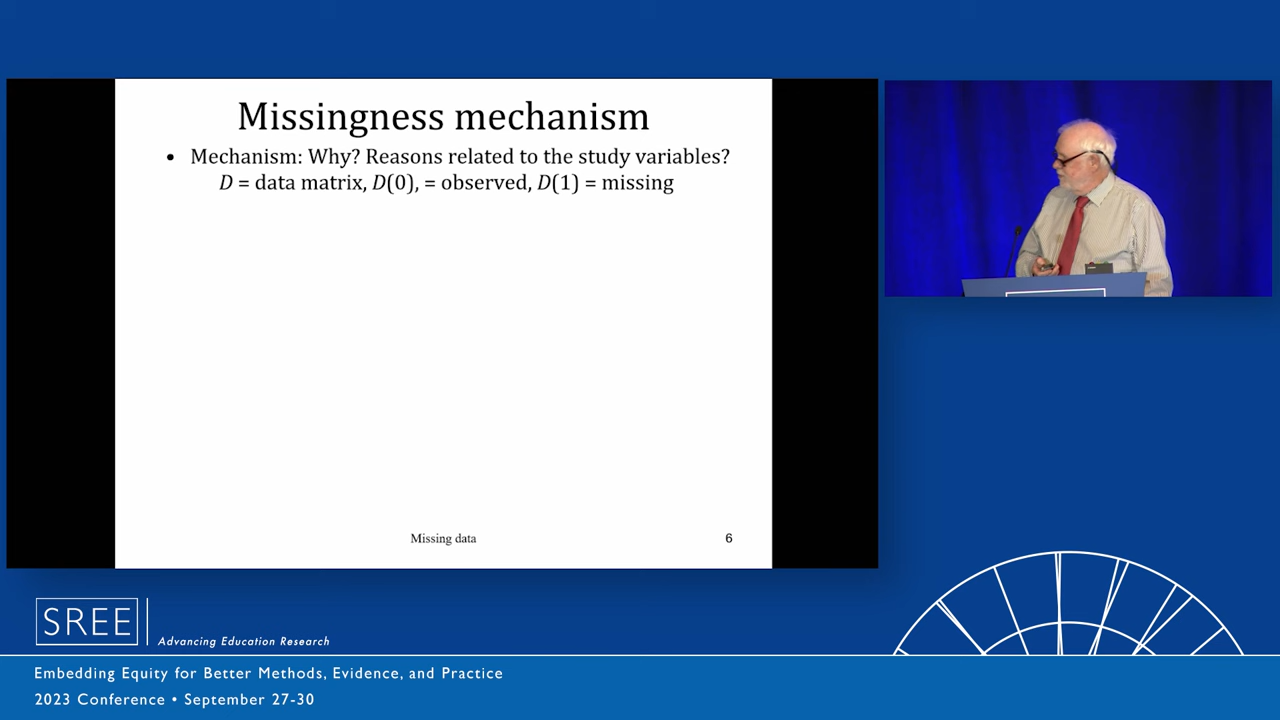 Missingness mechanism
• Mechanism: Why? Reasons related to the study variables?
D = data matrix, D(0), = observed, D(1) = missing
Missing data
6
SREE
Advancing Education Research
Embedding Equity for Better Methods, Evidence, and Practice
2023 Conference • September 27-30